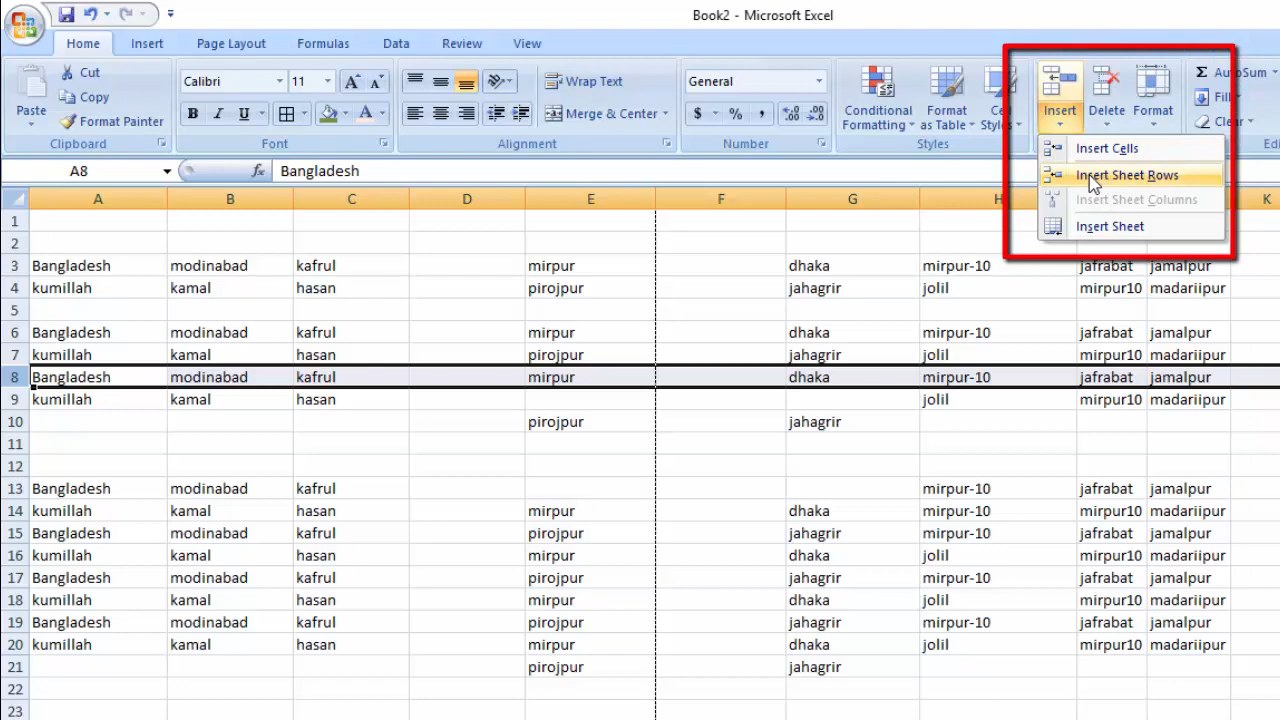 Book2 - Microsoft Excel
Home Insert Page Layout Formulas Data Review View
Paste
Cut
Copy
Format Painter
Clipboard
Calibri 11
B I U
Font
Wrap Text
Merge & Center
Alignment
General
$ % ,
Number
Conditional Formatting
Format as Table
Cell Styles
Styles
Insert Delete Format
Σ AutoSum
Fill
Clear
Edi
Insert Cells
Insert Sheet Rows
Insert Sheet Columns
Insert Sheet
A8 fx Bangladesh
A B C D E F G H K
1
2
3 Bangladesh modinabad kafrul mirpur dhaka mirpur-10 jafrabat jamalpur
4 kumillah kamal hasan pirojpur jahagrir jolil mirpur10 madariipur
5
6 Bangladesh modinabad kafrul mirpur dhaka mirpur-10 jafrabat jamalpur
7 kumillah kamal hasan pirojpur jahagrir jolil mirpur10 madariipur
8 Bangladesh modinabad kafrul mirpur dhaka mirpur-10 jafrabat jamalpur
9 kumillah kamal hasan jolil mirpur10 madariipur
10 pirojpur jahagrir
11
12
13 Bangladesh modinabad kafrul mirpur-10 jafrabat jamalpur
14 kumillah kamal hasan mirpur dhaka mirpur-10 mirpur10 madariipur
15 Bangladesh modinabad kafrul pirojpur jahagrir mirpur-10 jafrabat jamalpur
16 kumillah kamal hasan mirpur dhaka jolil mirpur10 madariipur
17 Bangladesh modinabad kafrul pirojpur jahagrir mirpur-10 jafrabat jamalpur
18 kumillah kamal hasan mirpur dhaka jolil mirpur10 madariipur
19 Bangladesh modinabad kafrul pirojpur jahagrir mirpur-10 jafrabat jamalpur
20 kumillah kamal hasan mirpur dhaka jolil mirpur10 madariipur
21 pirojpur jahagrir
22
23